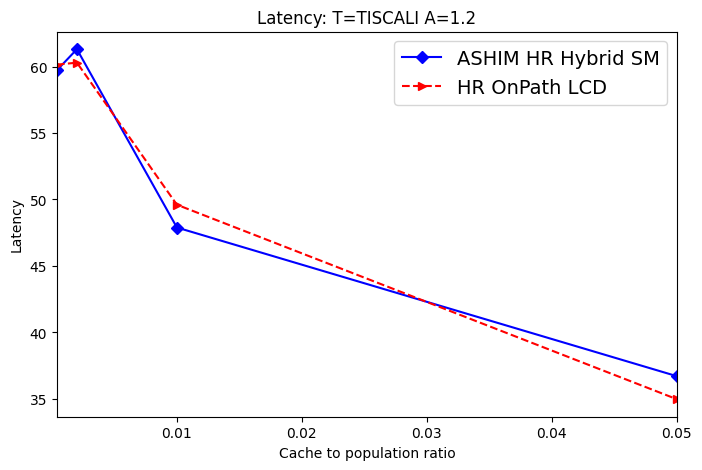 Latency: T=TISCALI A=1.2
ASHIM HR Hybrid SM
HR OnPath LCD
Latency
60
55
50
45
40
35
0.01 0.02 0.03 0.04 0.05
Cache to population ratio